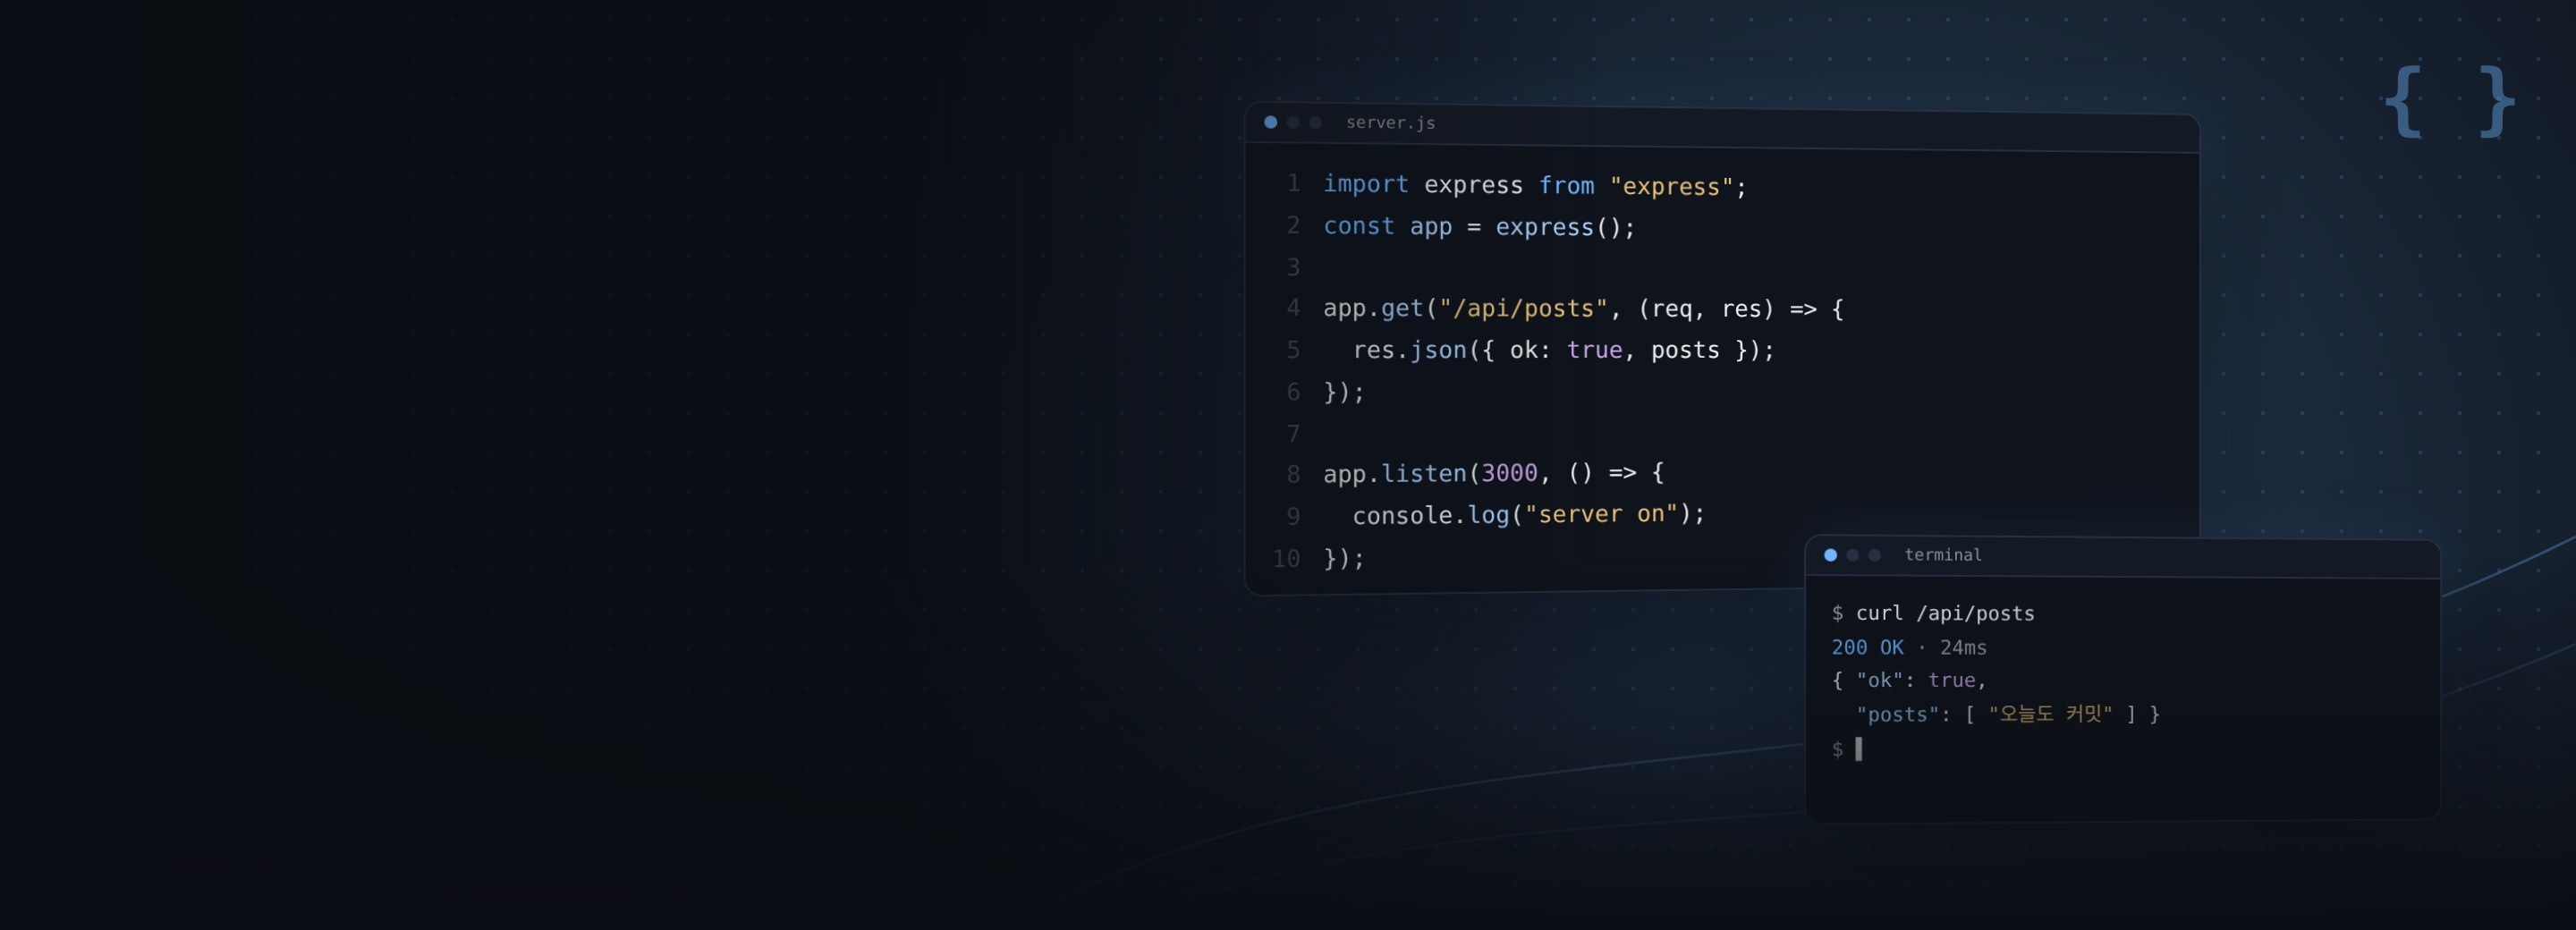 { }
server.js
1 import express from "express";
2 const app = express();
3
4 app.get("/api/posts", (req, res) => {
5   res.json({ ok: true, posts });
6 });
7
8 app.listen(3000, () => {
9   console.log("server on");
10 });
terminal
$ curl /api/posts
200 OK · 24ms
{ "ok": true,
  "posts": [ "오늘도 커밋" ] }
$